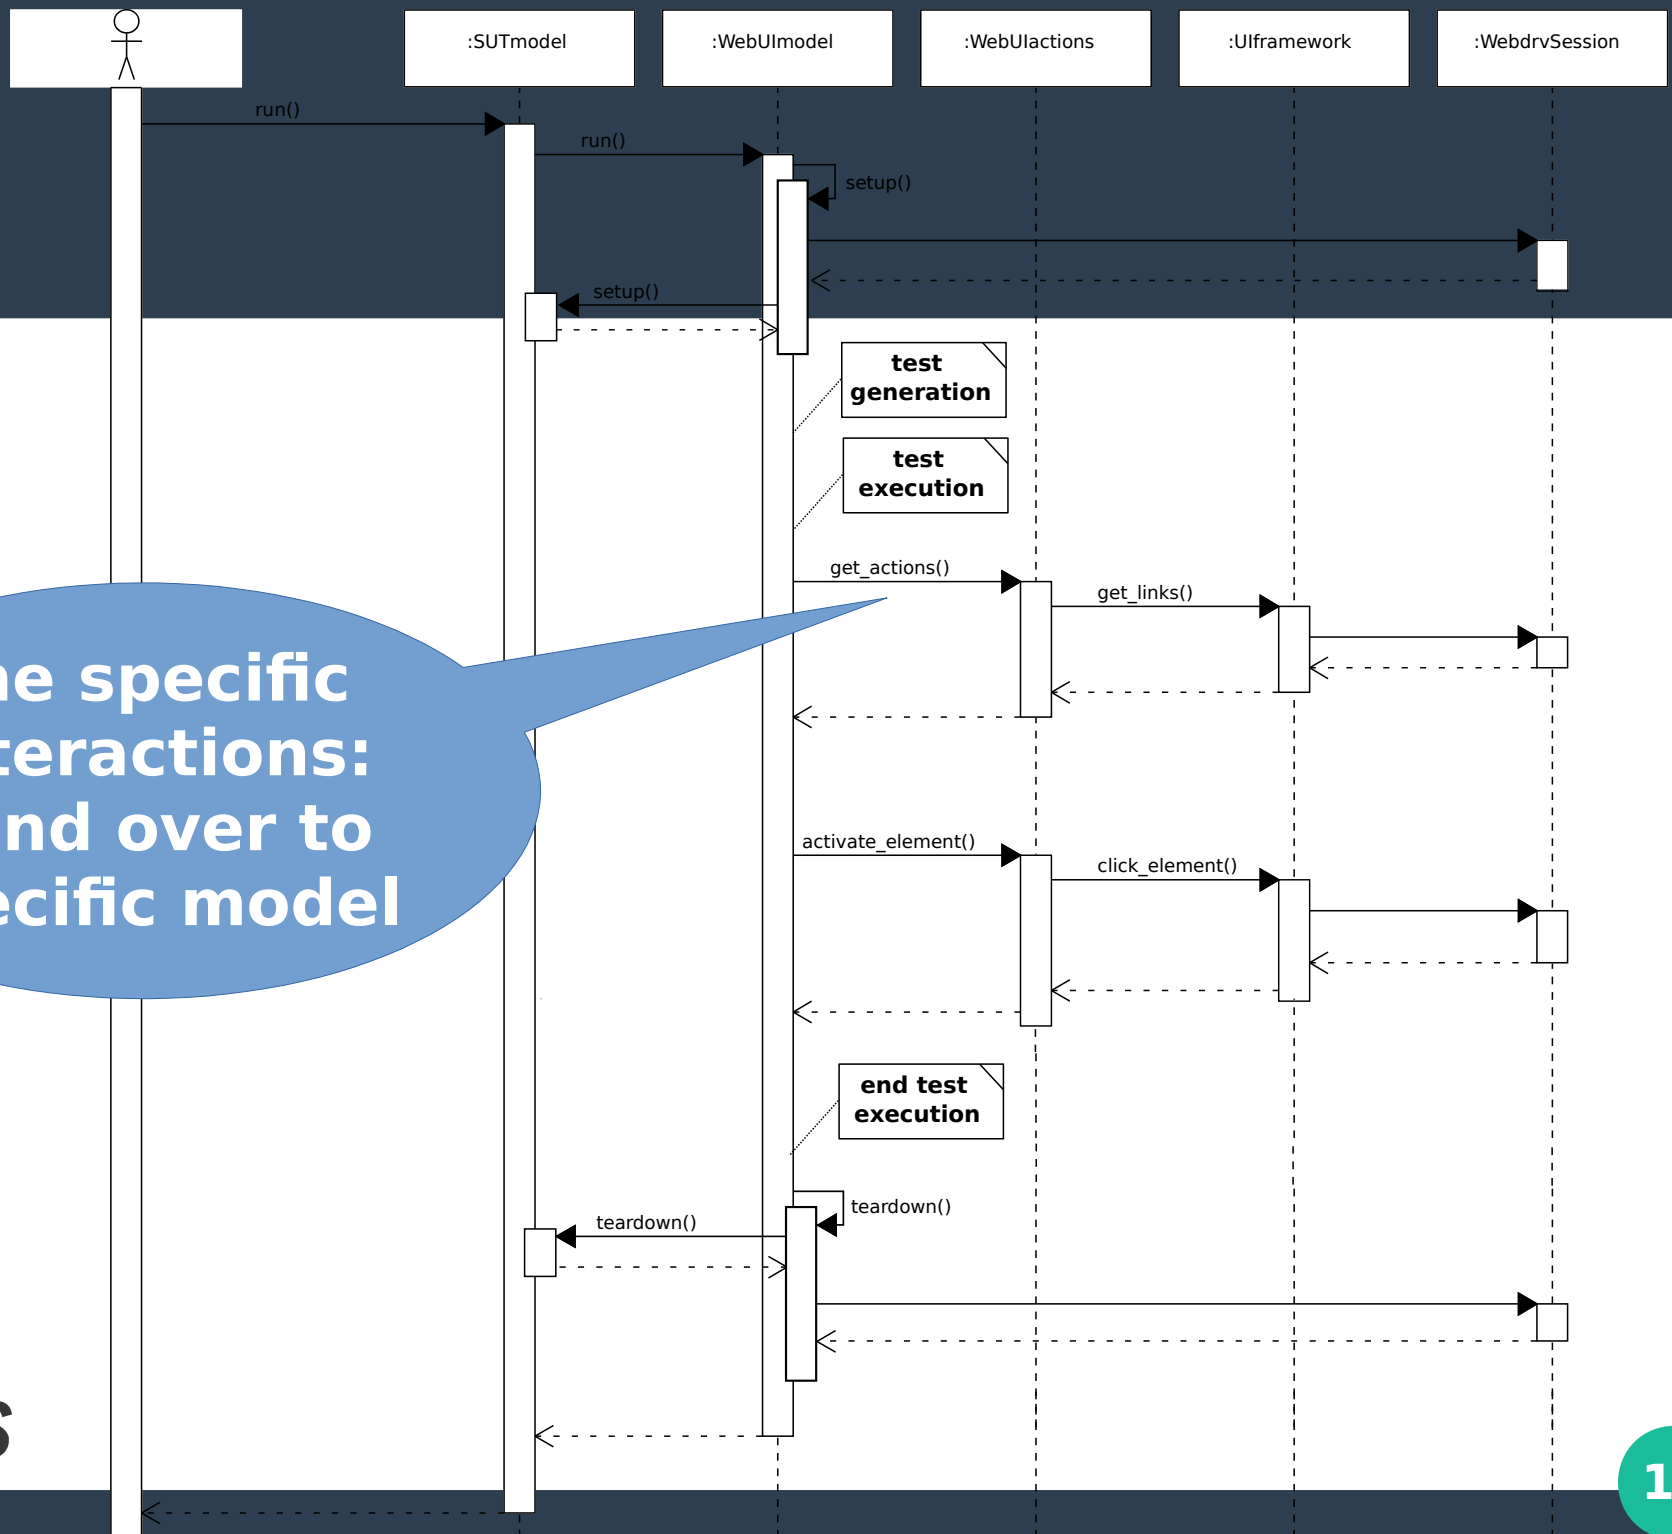 :SUTmodel
:WebUImodel
:WebUIactions
:UIframework
:WebdrvSession
run()
run()
setup()
setup()
test
generation
test
execution
get_actions()
get_links()
specific
teractions:
nd over to
ecific model
activate_element()
click_element()
end test
execution
teardown()
teardown()
s
1